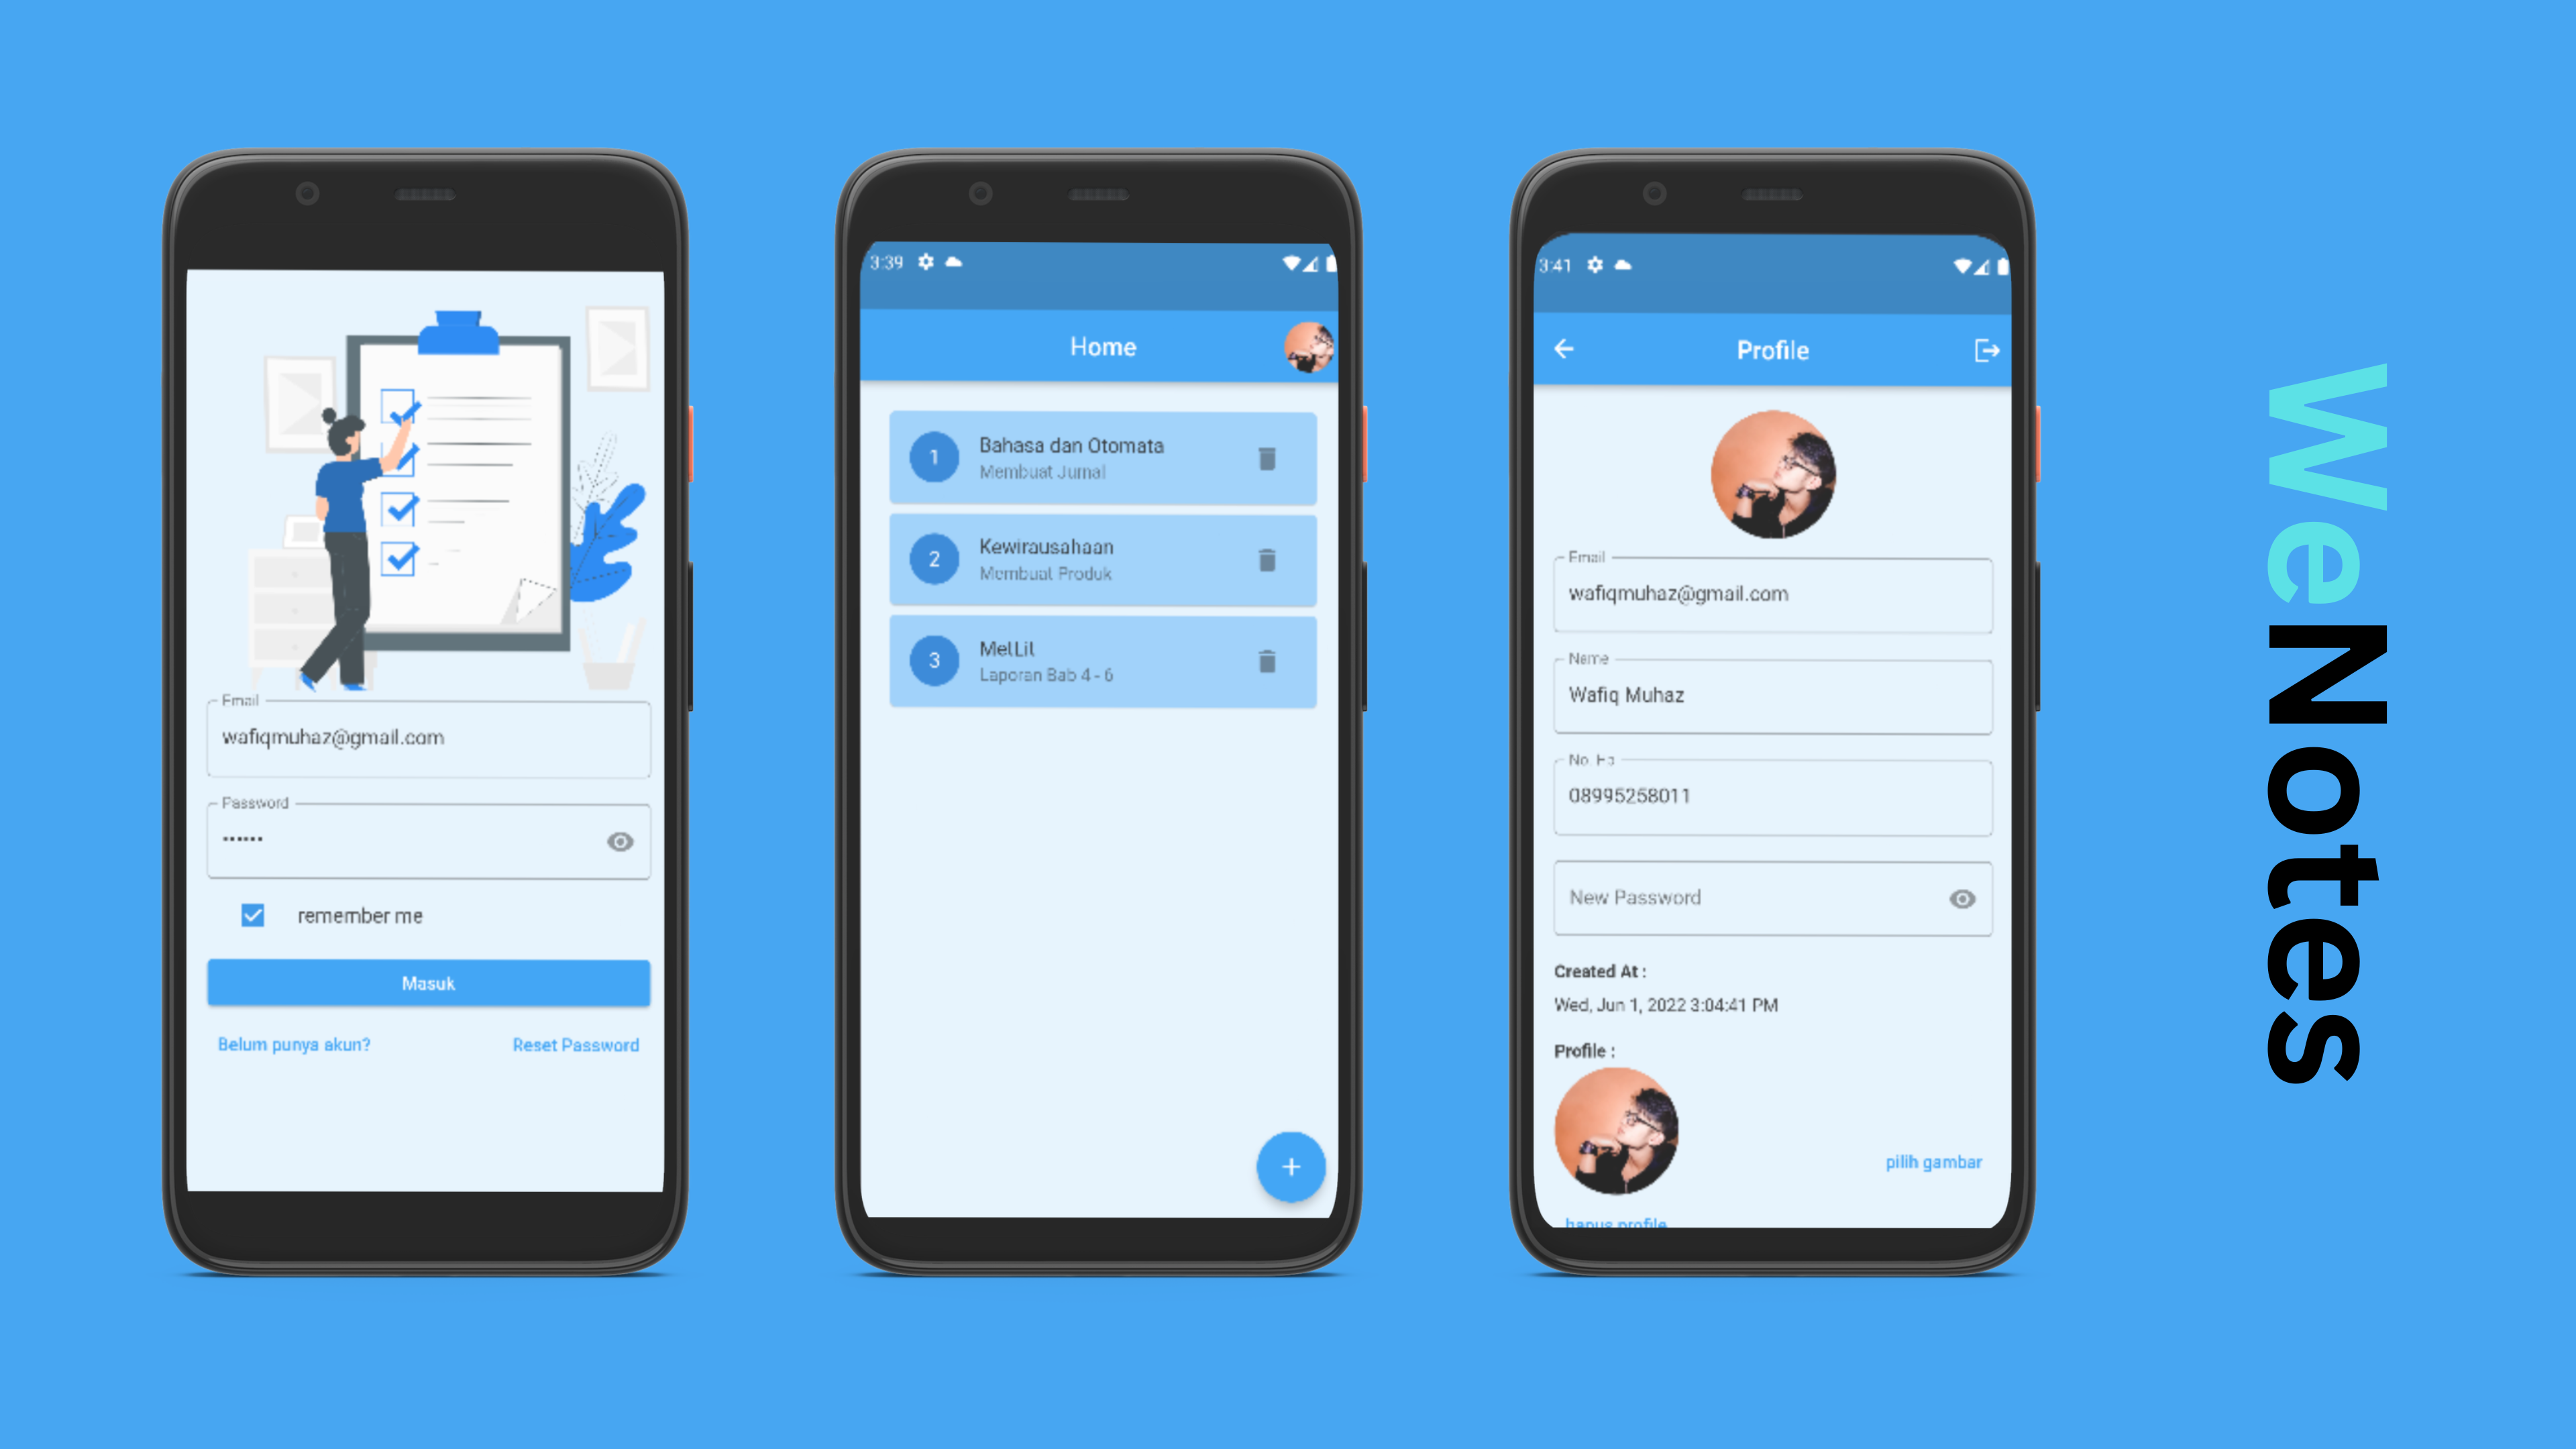 Email
wafiqmuhaz@gmail.com
Password
••••••
remember me
Masuk
Belum punya akun?
Reset Password
3:39
Home
1
Bahasa dan Otomata
Membuat Jurnal
2
Kewirausahaan
Membuat Produk
3
MetLit
Laporan Bab 4 - 6
+
3:41
Profile
Email
wafiqmuhaz@gmail.com
Name
Wafiq Muhaz
No. Hp
08995258011
New Password
Created At :
Wed, Jun 1, 2022 3:04:41 PM
Profile :
pilih gambar
hapus profile
WeNotes